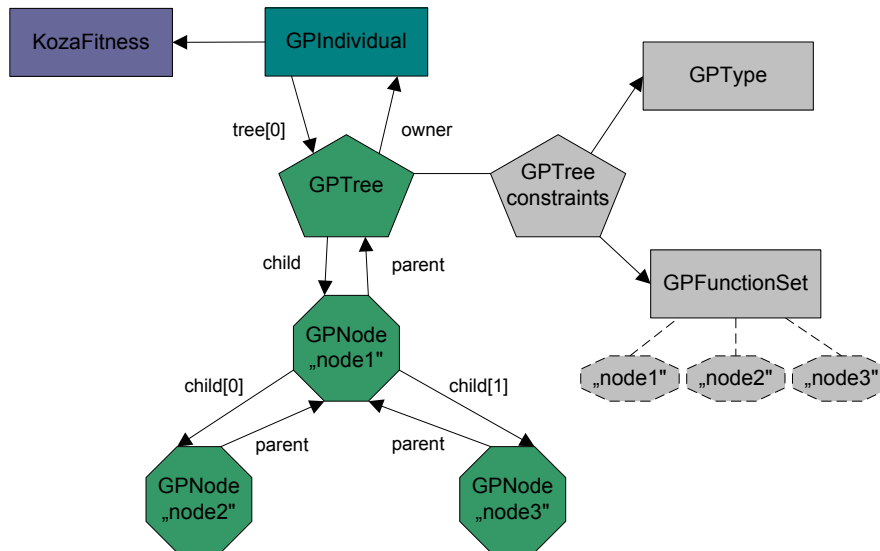 KozaFitness
GPIndividual
GPType
tree[0]
owner
GPTree
GPTree
constraints
child
parent
GPFunctionSet
GPNode
„node1"
„node1"
„node2"
„node3"
child[0]
child[1]
parent
parent
GPNode
„node2"
GPNode
„node3"